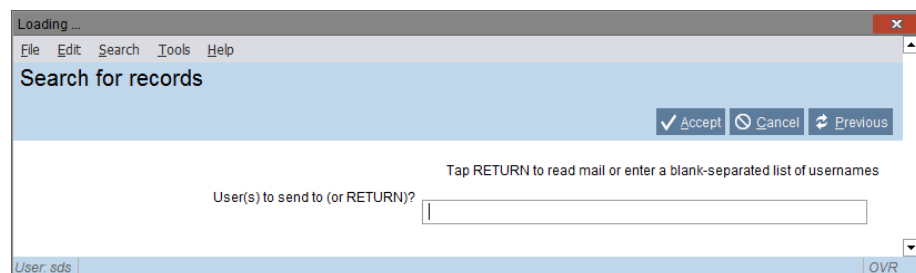 Loading ...
File Edit Search Tools Help
Search for records
Accept Cancel Previous
Tap RETURN to read mail or enter a blank-separated list of usernames
User(s) to send to (or RETURN)?
User: sds OVR